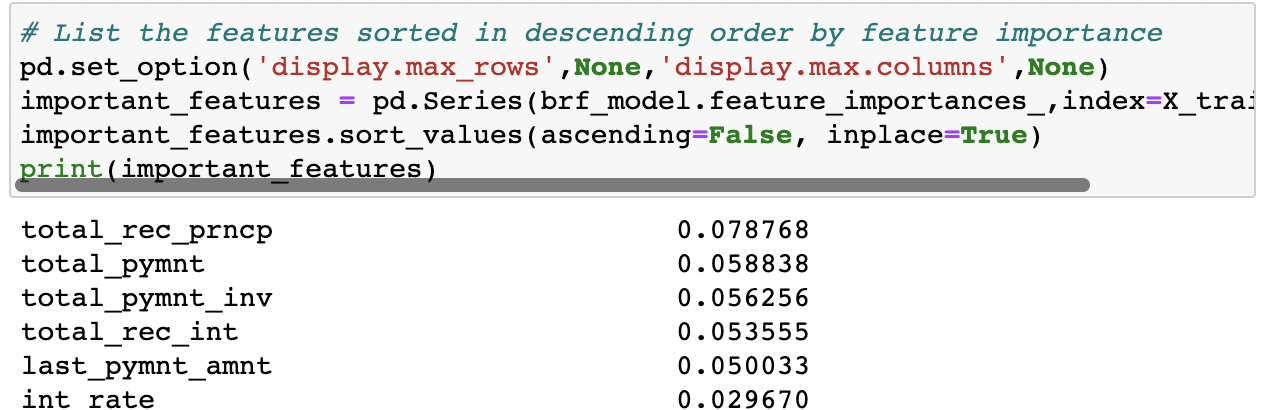 # List the features sorted in descending order by feature importance
pd.set_option('display.max_rows',None,'display.max.columns',None)
important_features = pd.Series(brf_model.feature_importances_,index=X_trai
important_features.sort_values(ascending=False, inplace=True)
print(important_features)
total_rec_prncp 0.078768
total_pymnt 0.058838
total_pymnt_inv 0.056256
total_rec_int 0.053555
last_pymnt_amnt 0.050033
int rate 0.029670